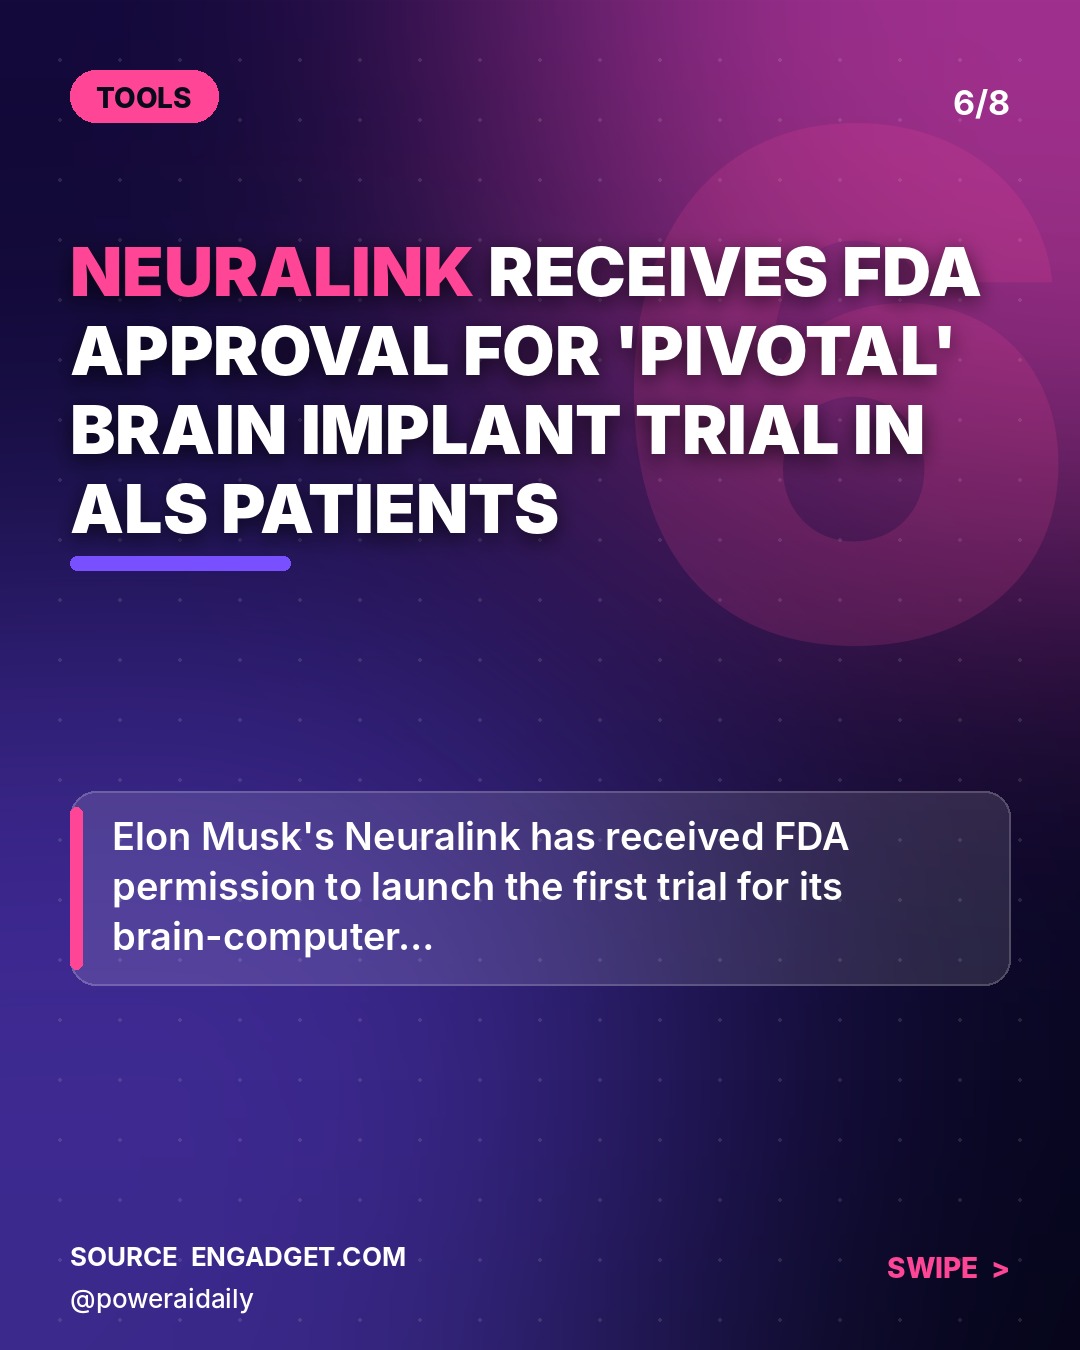 TOOLS
6/8
6
NEURALINK RECEIVES FDA
APPROVAL FOR 'PIVOTAL'
BRAIN IMPLANT TRIAL IN
ALS PATIENTS
Elon Musk's Neuralink has received FDA
permission to launch the first trial for its
brain-computer...
SOURCE ENGADGET.COM
@poweraidaily
SWIPE >